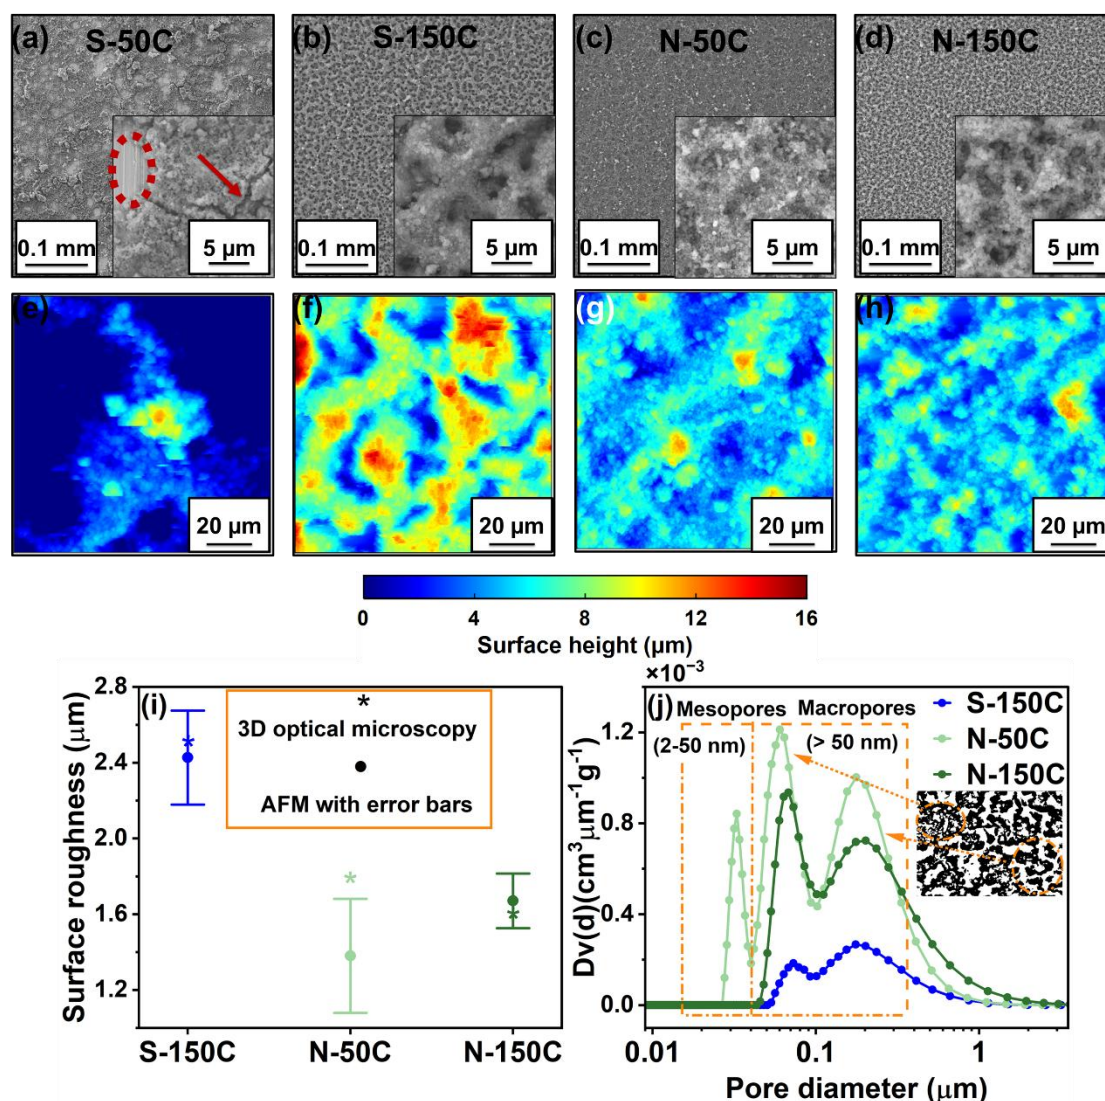 (a) S-50C
(b) S-150C
(c) N-50C
(d) N-150C
0.1 mm
5 µm
0.1 mm
5 µm
0.1 mm
5 µm
0.1 mm
5 µm
(e)
(f)
(g)
(h)
20 µm
20 µm
20 µm
20 µm
0 4 8 12 16
Surface height (µm)
(i)
Surface roughness (µm)
2.8
2.4
2.0
1.6
1.2
*
3D optical microscopy
AFM with error bars
S-150C N-50C N-150C
×10⁻³
(j)
Dv(d)(cm³µm⁻¹g⁻¹)
1.2
0.8
0.4
0.0
Mesopores
(2-50 nm)
Macropores
(> 50 nm)
S-150C
N-50C
N-150C
0.01 0.1 1
Pore diameter (µm)